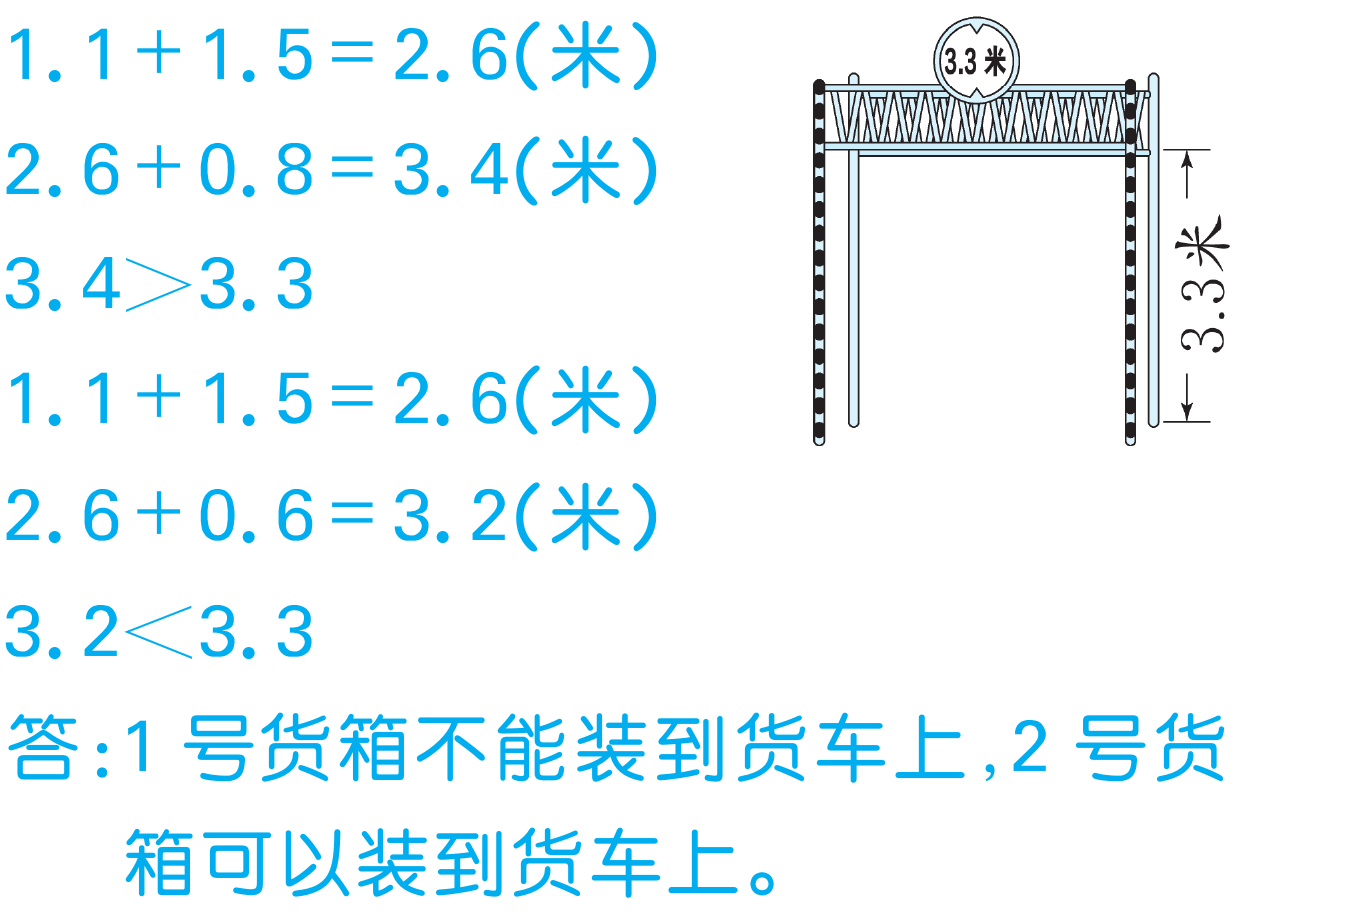 1.1+1.5=2.6(米)
2.6+0.8=3.4(米)
3.4>3.3
1.1+1.5=2.6(米)
2.6+0.6=3.2(米)
3.2<3.3
答:1 号货箱不能装到货车上,2 号货
箱可以装到货车上。
3.3 米
3.3米